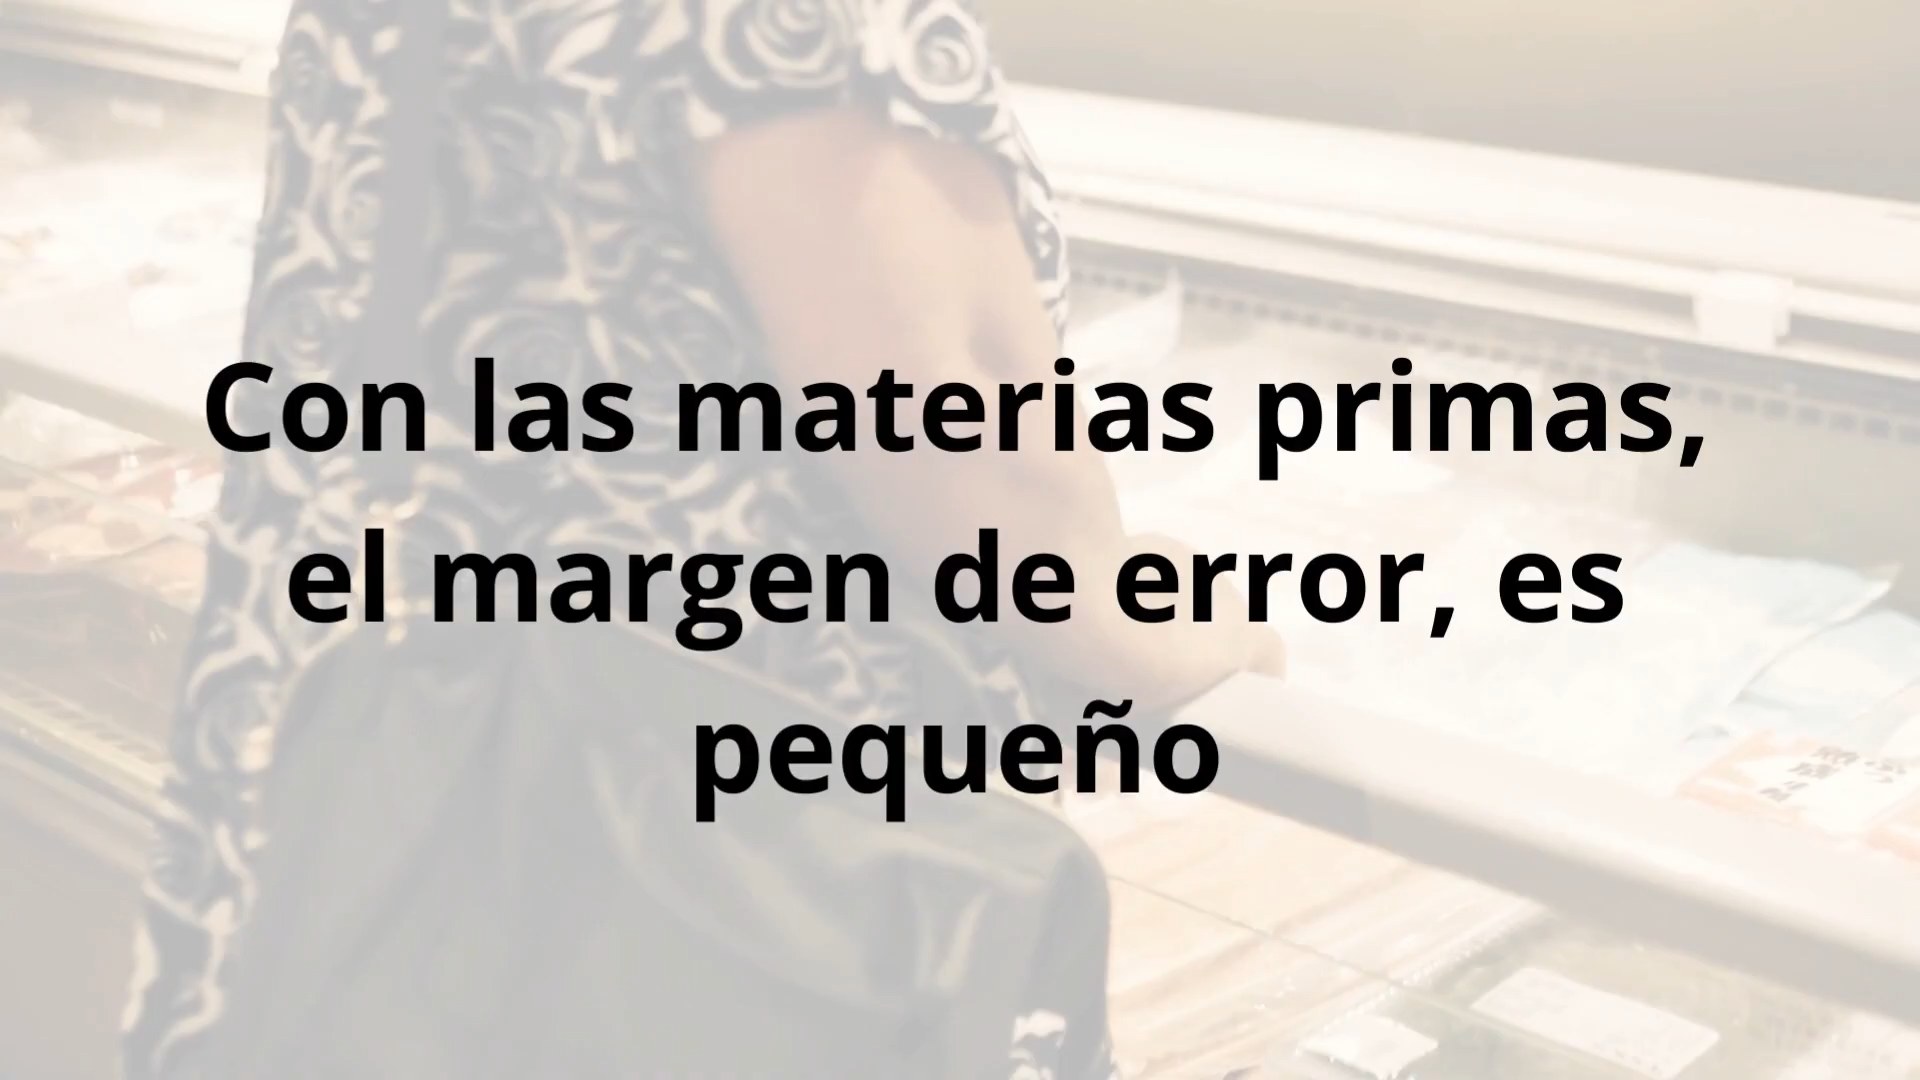 Con las materias primas,
el margen de error, es
pequeño